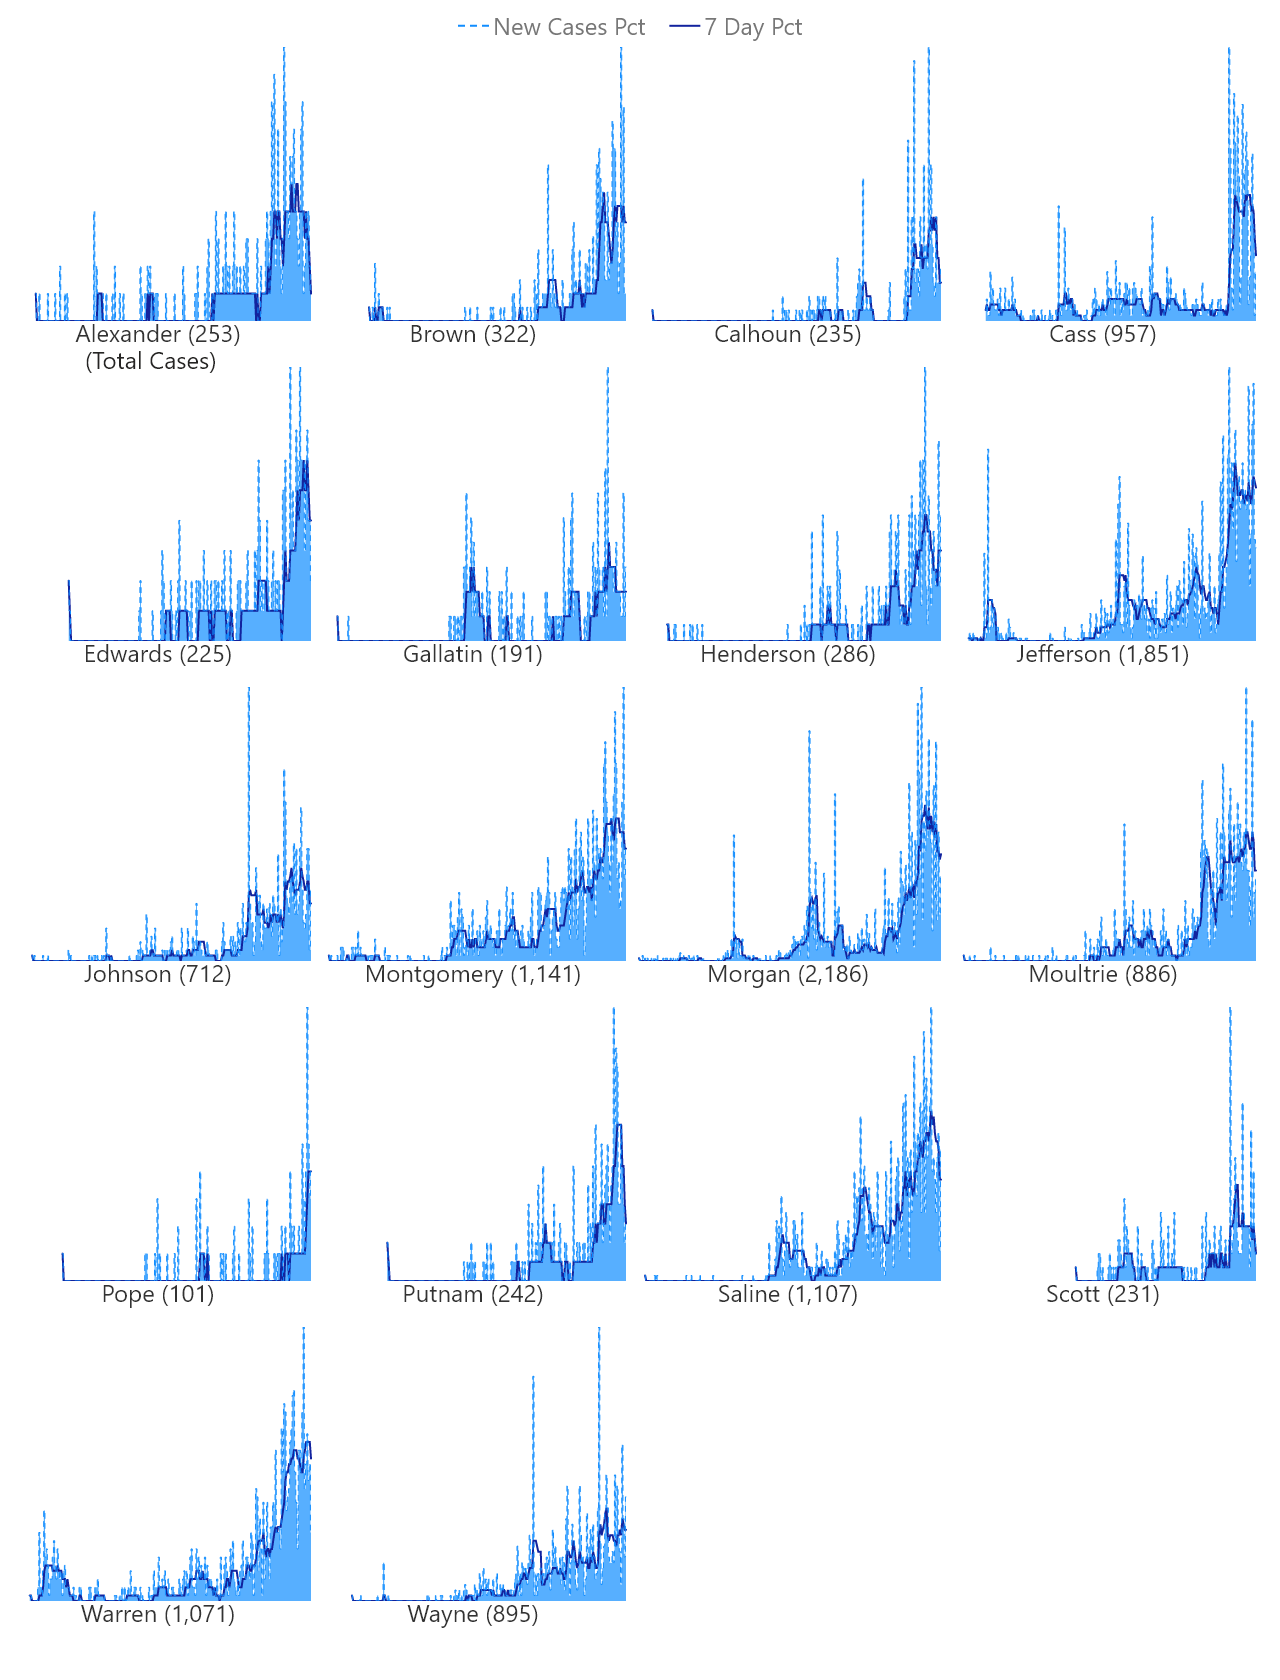 New Cases Pct 7 Day Pct
Alexander (253) Brown (322) Calhoun (235) Cass (957)
(Total Cases)
Edwards (225) Gallatin (191) Henderson (286) Jefferson (1,851)
Johnson (712) Montgomery (1,141) Morgan (2,186) Moultrie (886)
Pope (101) Putnam (242) Saline (1,107) Scott (231)
Warren (1,071) Wayne (895)